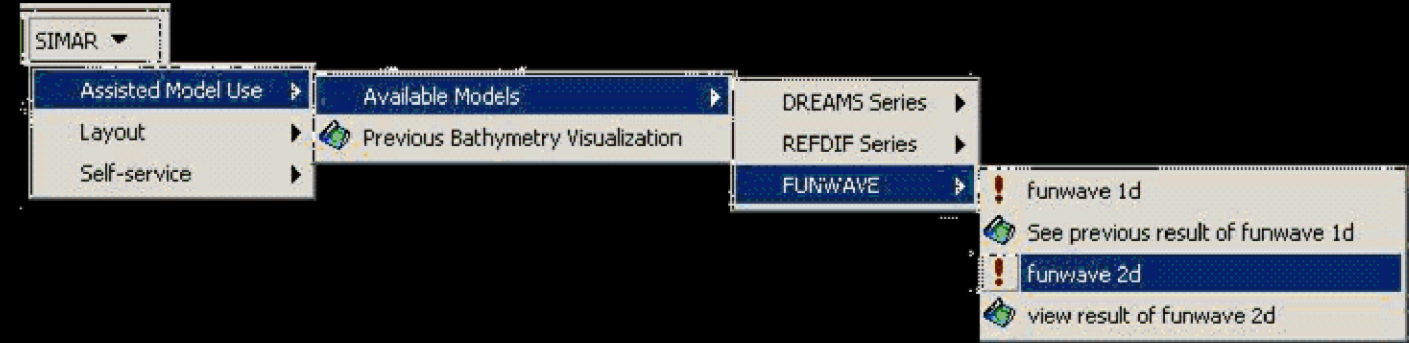 SIMAR
Assisted Model Use
Layout
Self-service
Available Models
Previous Bathymetry Visualization
DREAMS Series
REFDIF Series
FUNWAVE
funwave 1d
See previous result of funwave 1d
funwave 2d
view result of funwave 2d